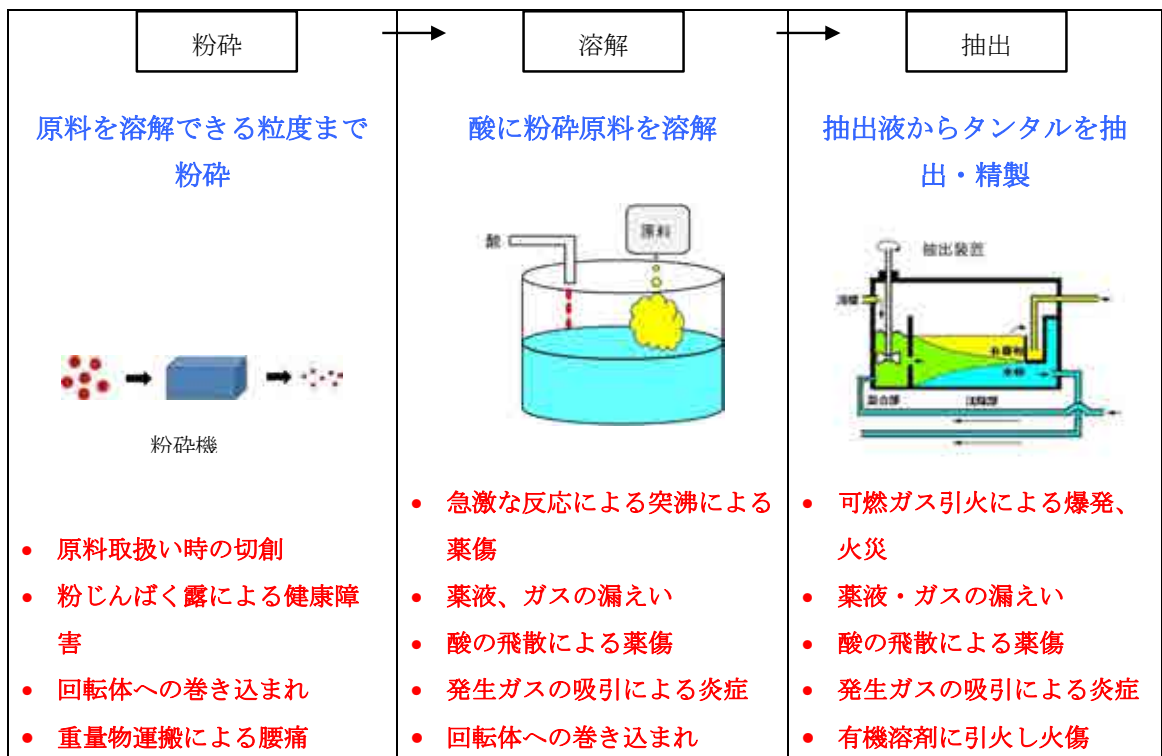 粉砕
原料を溶解できる粒度まで
粉砕
粉砕機
• 原料取扱い時の切創
• 粉じんばく露による健康障
害
• 回転体への巻き込まれ
• 重量物運搬による腰痛
溶解
酸に粉砕原料を溶解
酸
原料
• 急激な反応による突沸による
薬傷
• 薬液、ガスの漏えい
• 酸の飛散による薬傷
• 発生ガスの吸引による炎症
• 回転体への巻き込まれ
抽出
抽出液からタンタルを抽
出・精製
抽出装置
• 可燃ガス引火による爆発、
火災
• 薬液・ガスの漏えい
• 酸の飛散による薬傷
• 発生ガスの吸引による炎症
• 有機溶剤に引火し火傷